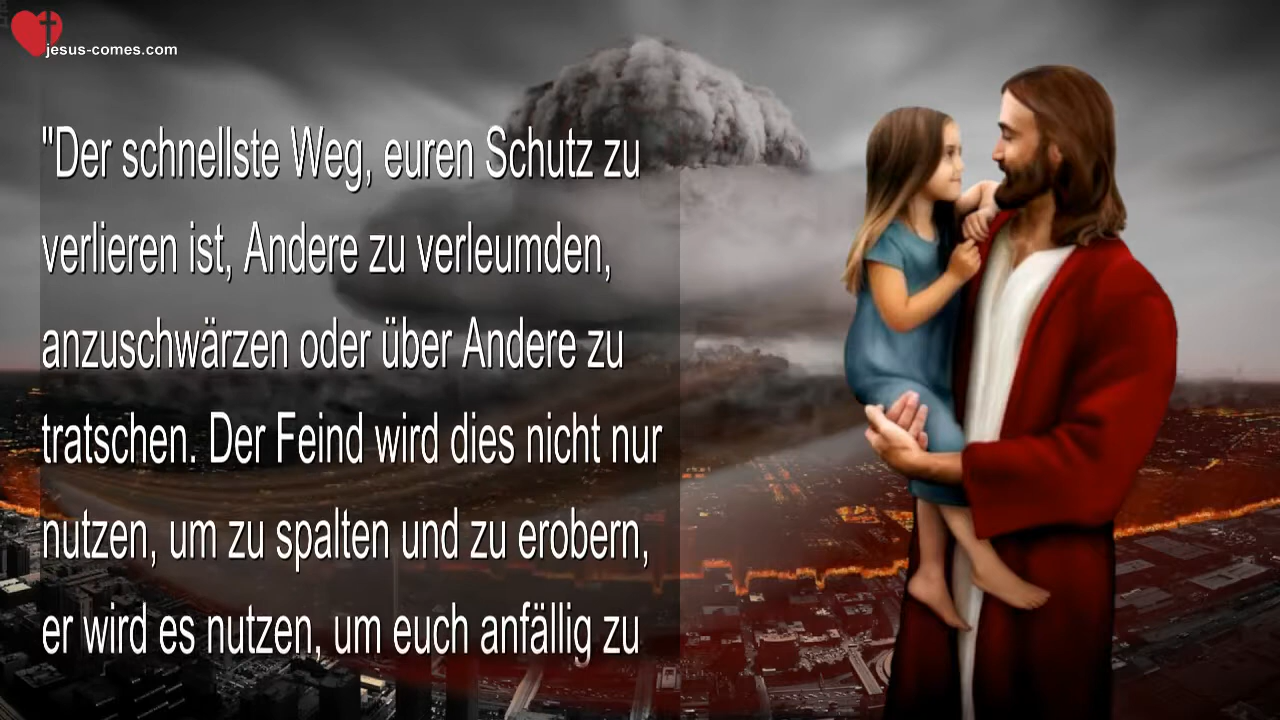 jesus-comes.com
"Der schnellste Weg, euren Schutz zu
verlieren ist, Andere zu verleumden,
anzuschwärzen oder über Andere zu
tratschen. Der Feind wird dies nicht nur
nutzen, um zu spalten und zu erobern,
er wird es nutzen, um euch anfällig zu